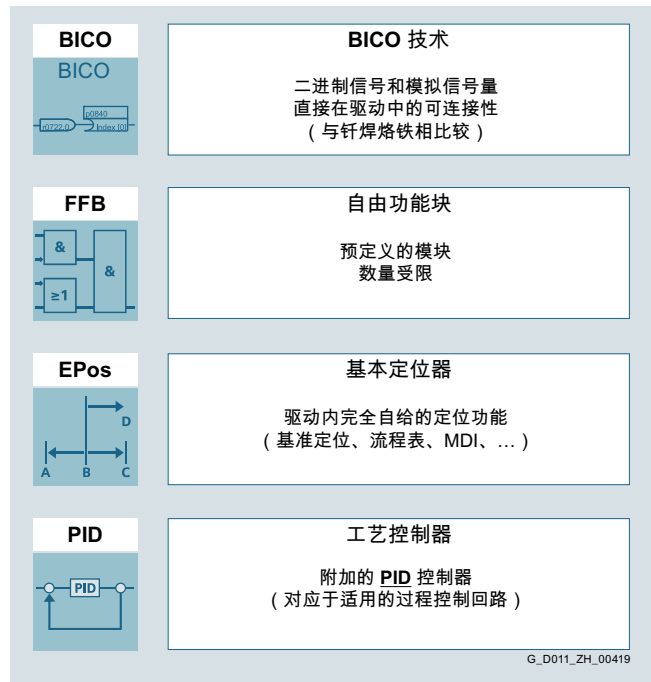 BICO
BICO
p0840
r0722.0
Index [0]
BICO 技术
二进制信号和模拟信号量
直接在驱动中的可连接性
（与钎焊烙铁相比较）
FFB
&
&
≥1
自由功能块
预定义的模块
数量受限
EPos
D
A B C
基本定位器
驱动内完全自给的定位功能
（基准定位、流程表、MDI、…）
PID
PID
工艺控制器
附加的 PID 控制器
（对应于适用的过程控制回路）
G_D011_ZH_00419